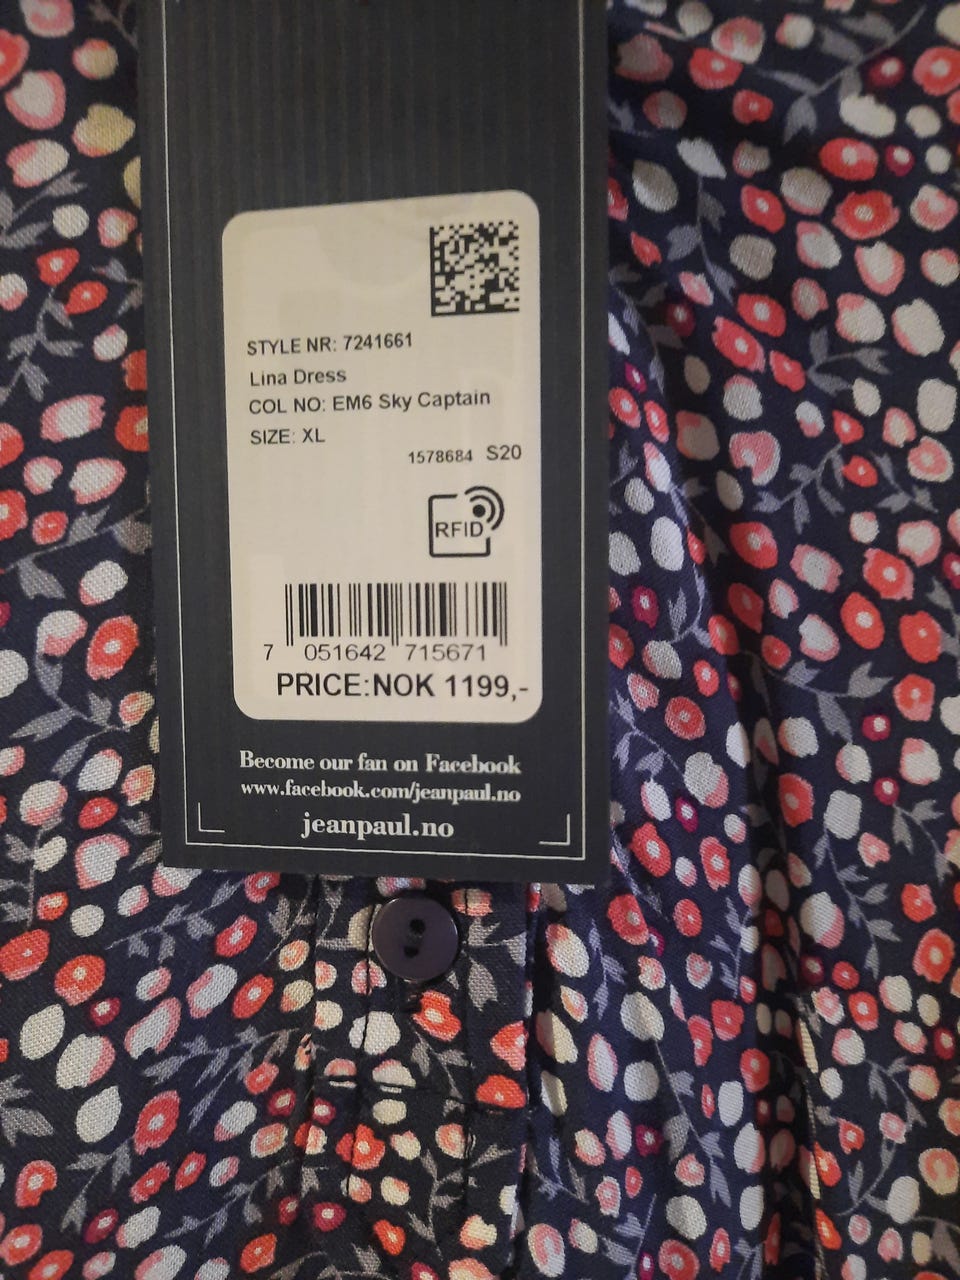 STYLE NR: 7241661
Lina Dress
COL NO: EM6 Sky Captain
SIZE: XL
1578684 S20
RFID
7 051642 715671
PRICE:NOK 1199,-
Become our fan on Facebook
www.facebook.com/jeanpaul.no
jeanpaul.no